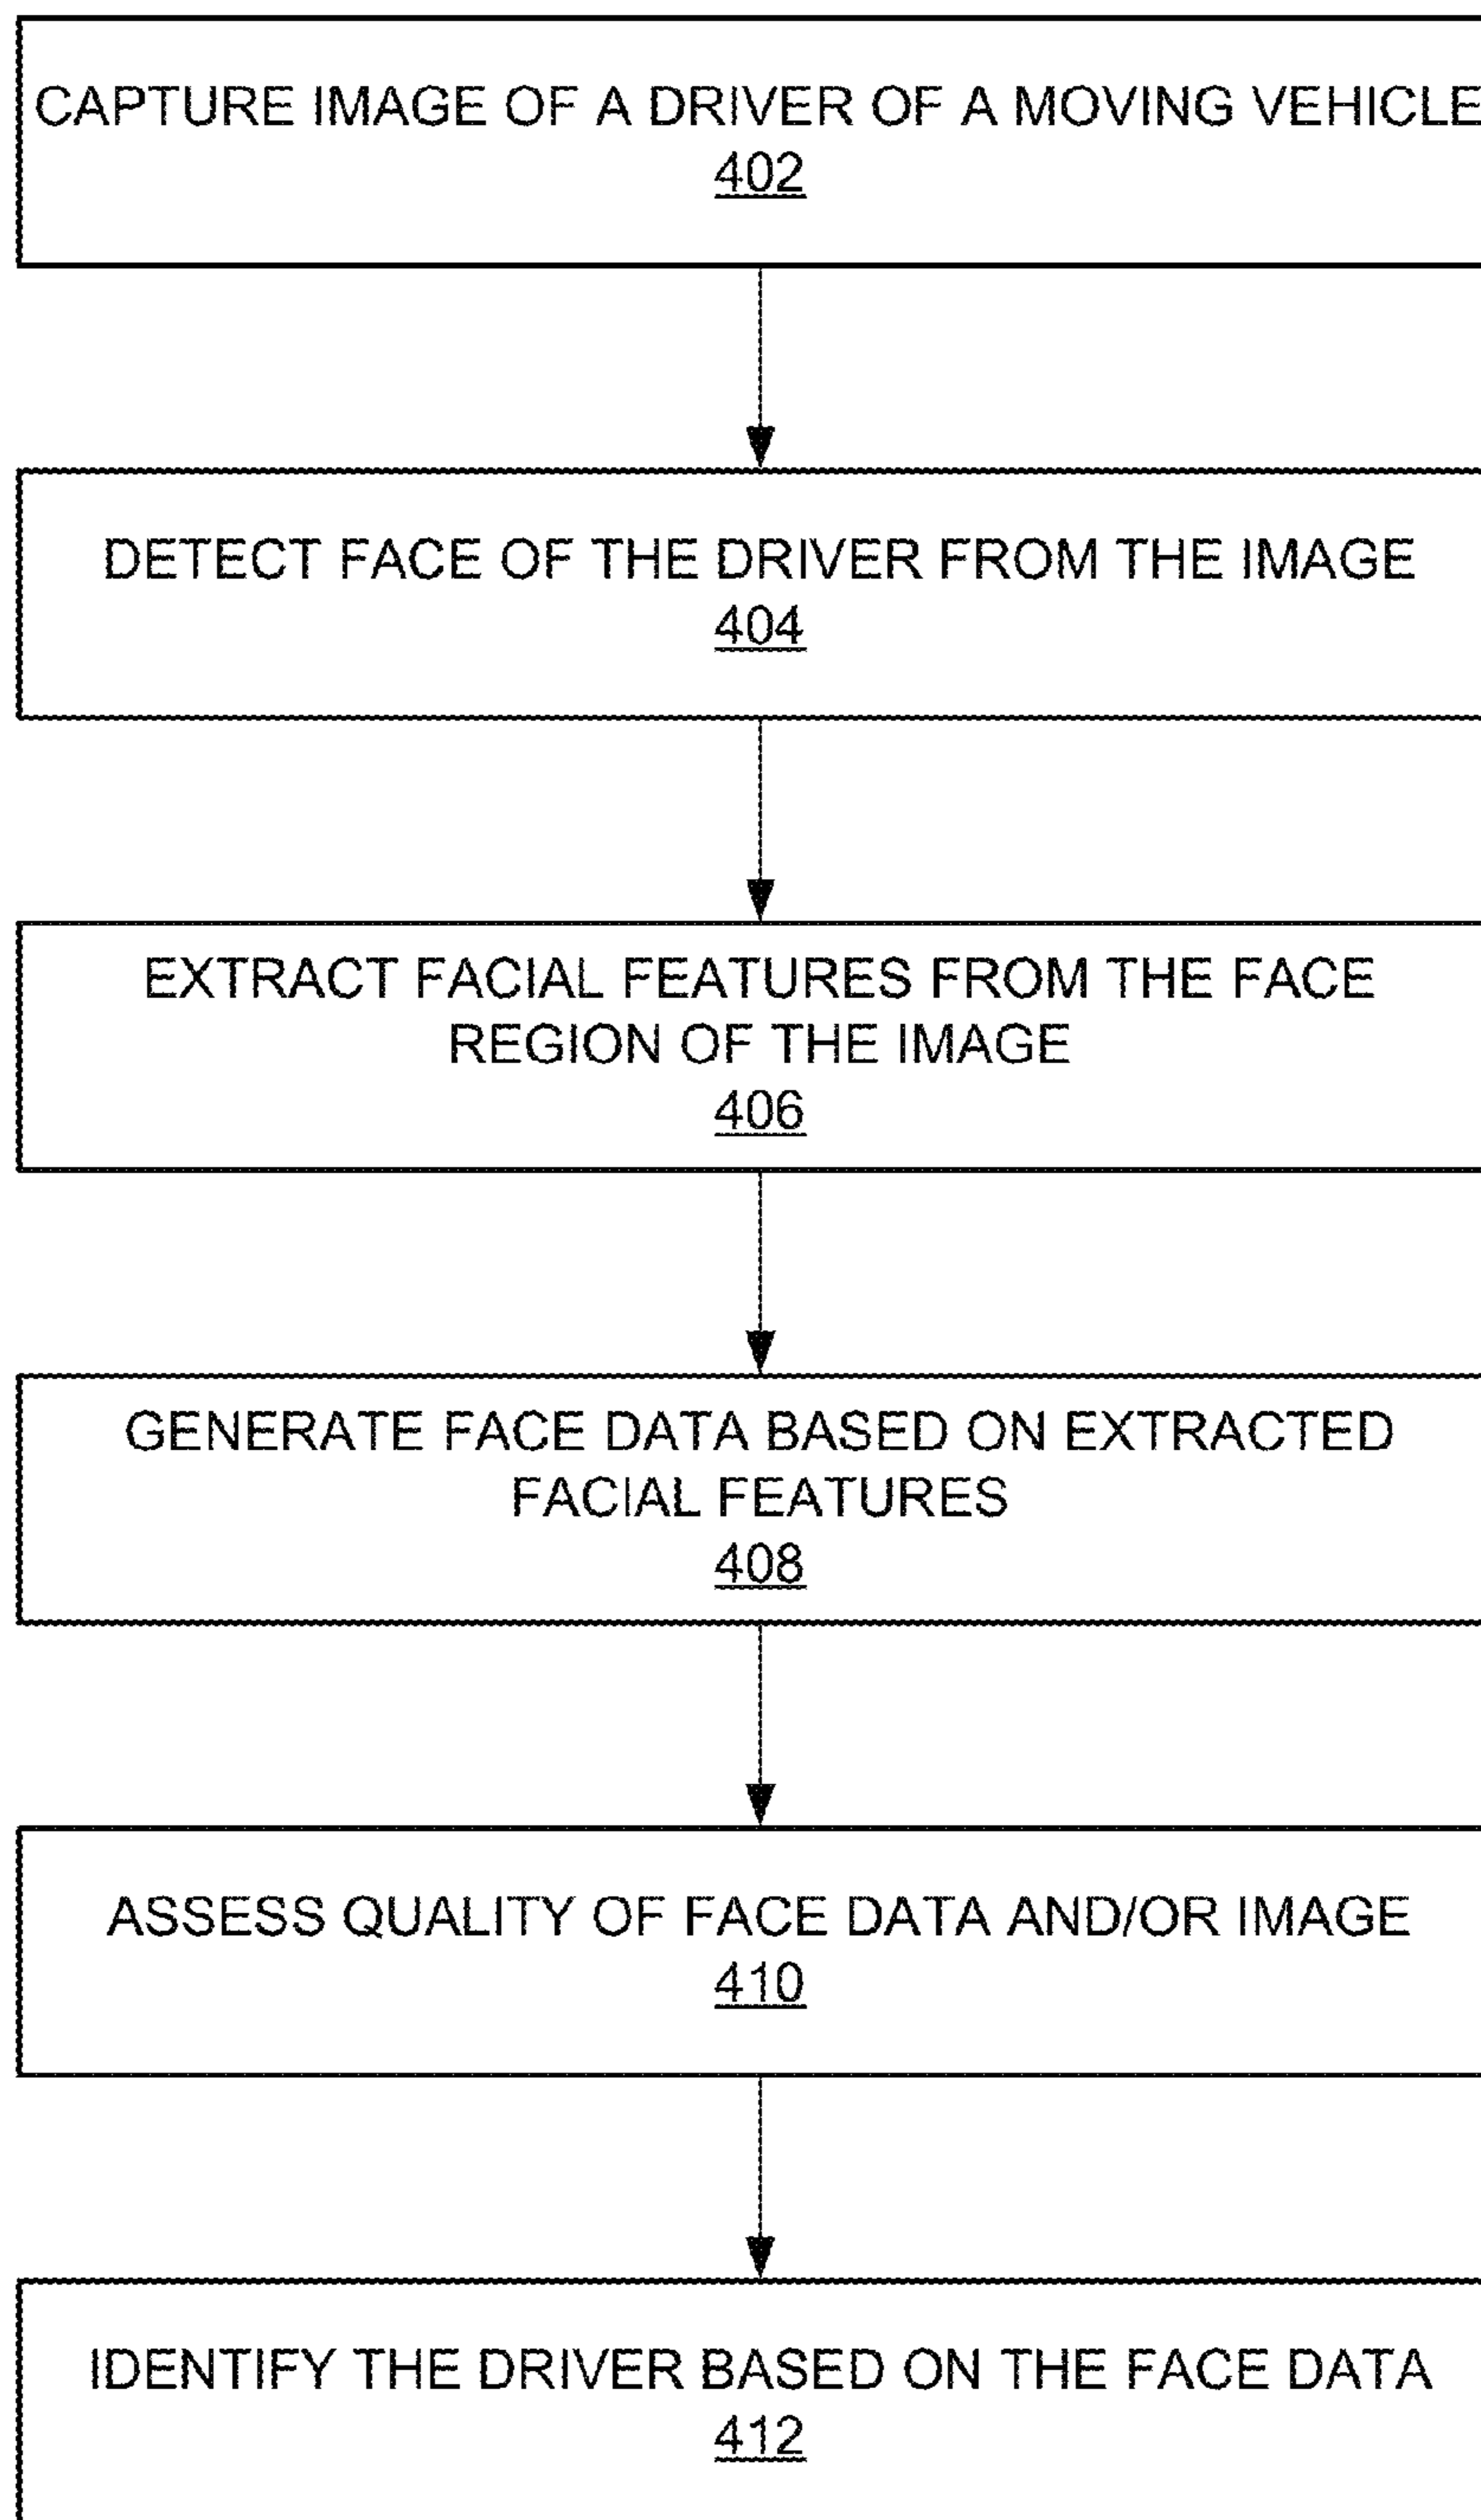 CAPTURE IMAGE OF A DRIVER OF A MOVING VEHICLE
402
DETECT FACE OF THE DRIVER FROM THE IMAGE
404
EXTRACT FACIAL FEATURES FROM THE FACE
REGION OF THE IMAGE
406
GENERATE FACE DATA BASED ON EXTRACTED
FACIAL FEATURES
408
ASSESS QUALITY OF FACE DATA AND/OR IMAGE
410
IDENTIFY THE DRIVER BASED ON THE FACE DATA
412